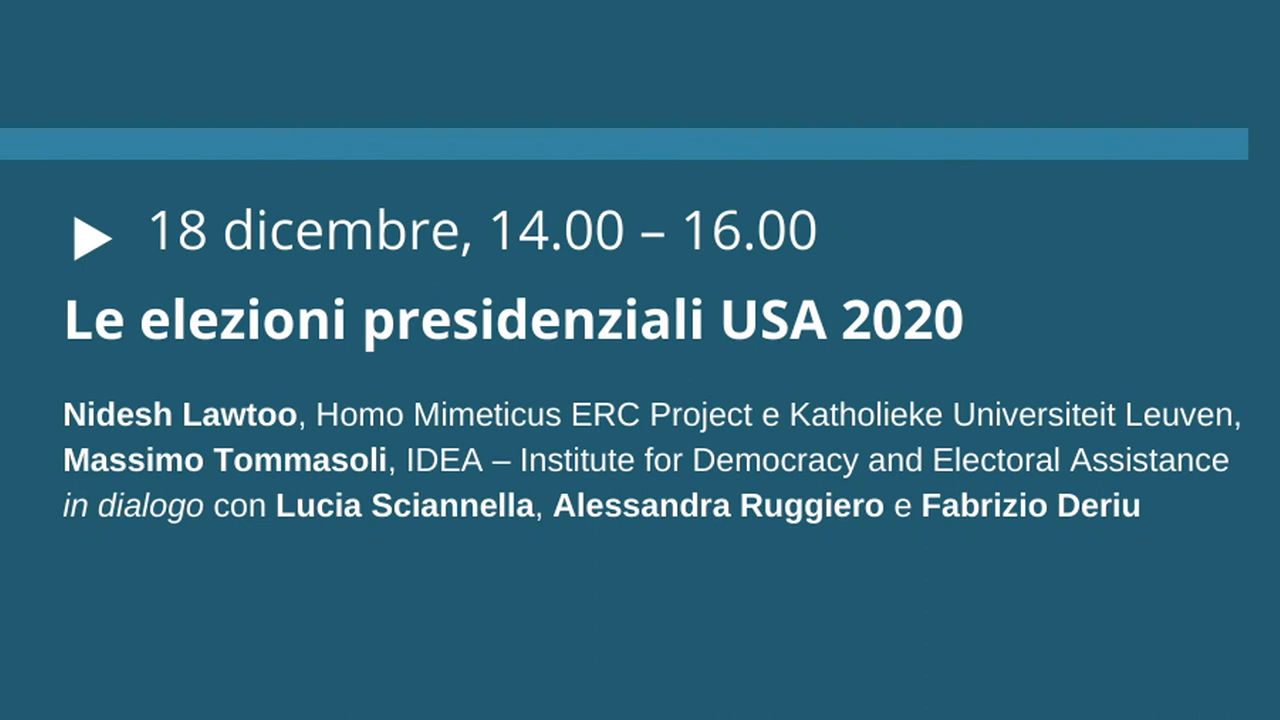 18 dicembre, 14.00 – 16.00
Le elezioni presidenziali USA 2020
Nidesh Lawtoo, Homo Mimeticus ERC Project e Katholieke Universiteit Leuven,
Massimo Tommasoli, IDEA – Institute for Democracy and Electoral Assistance
in dialogo con Lucia Sciannella, Alessandra Ruggiero e Fabrizio Deriu